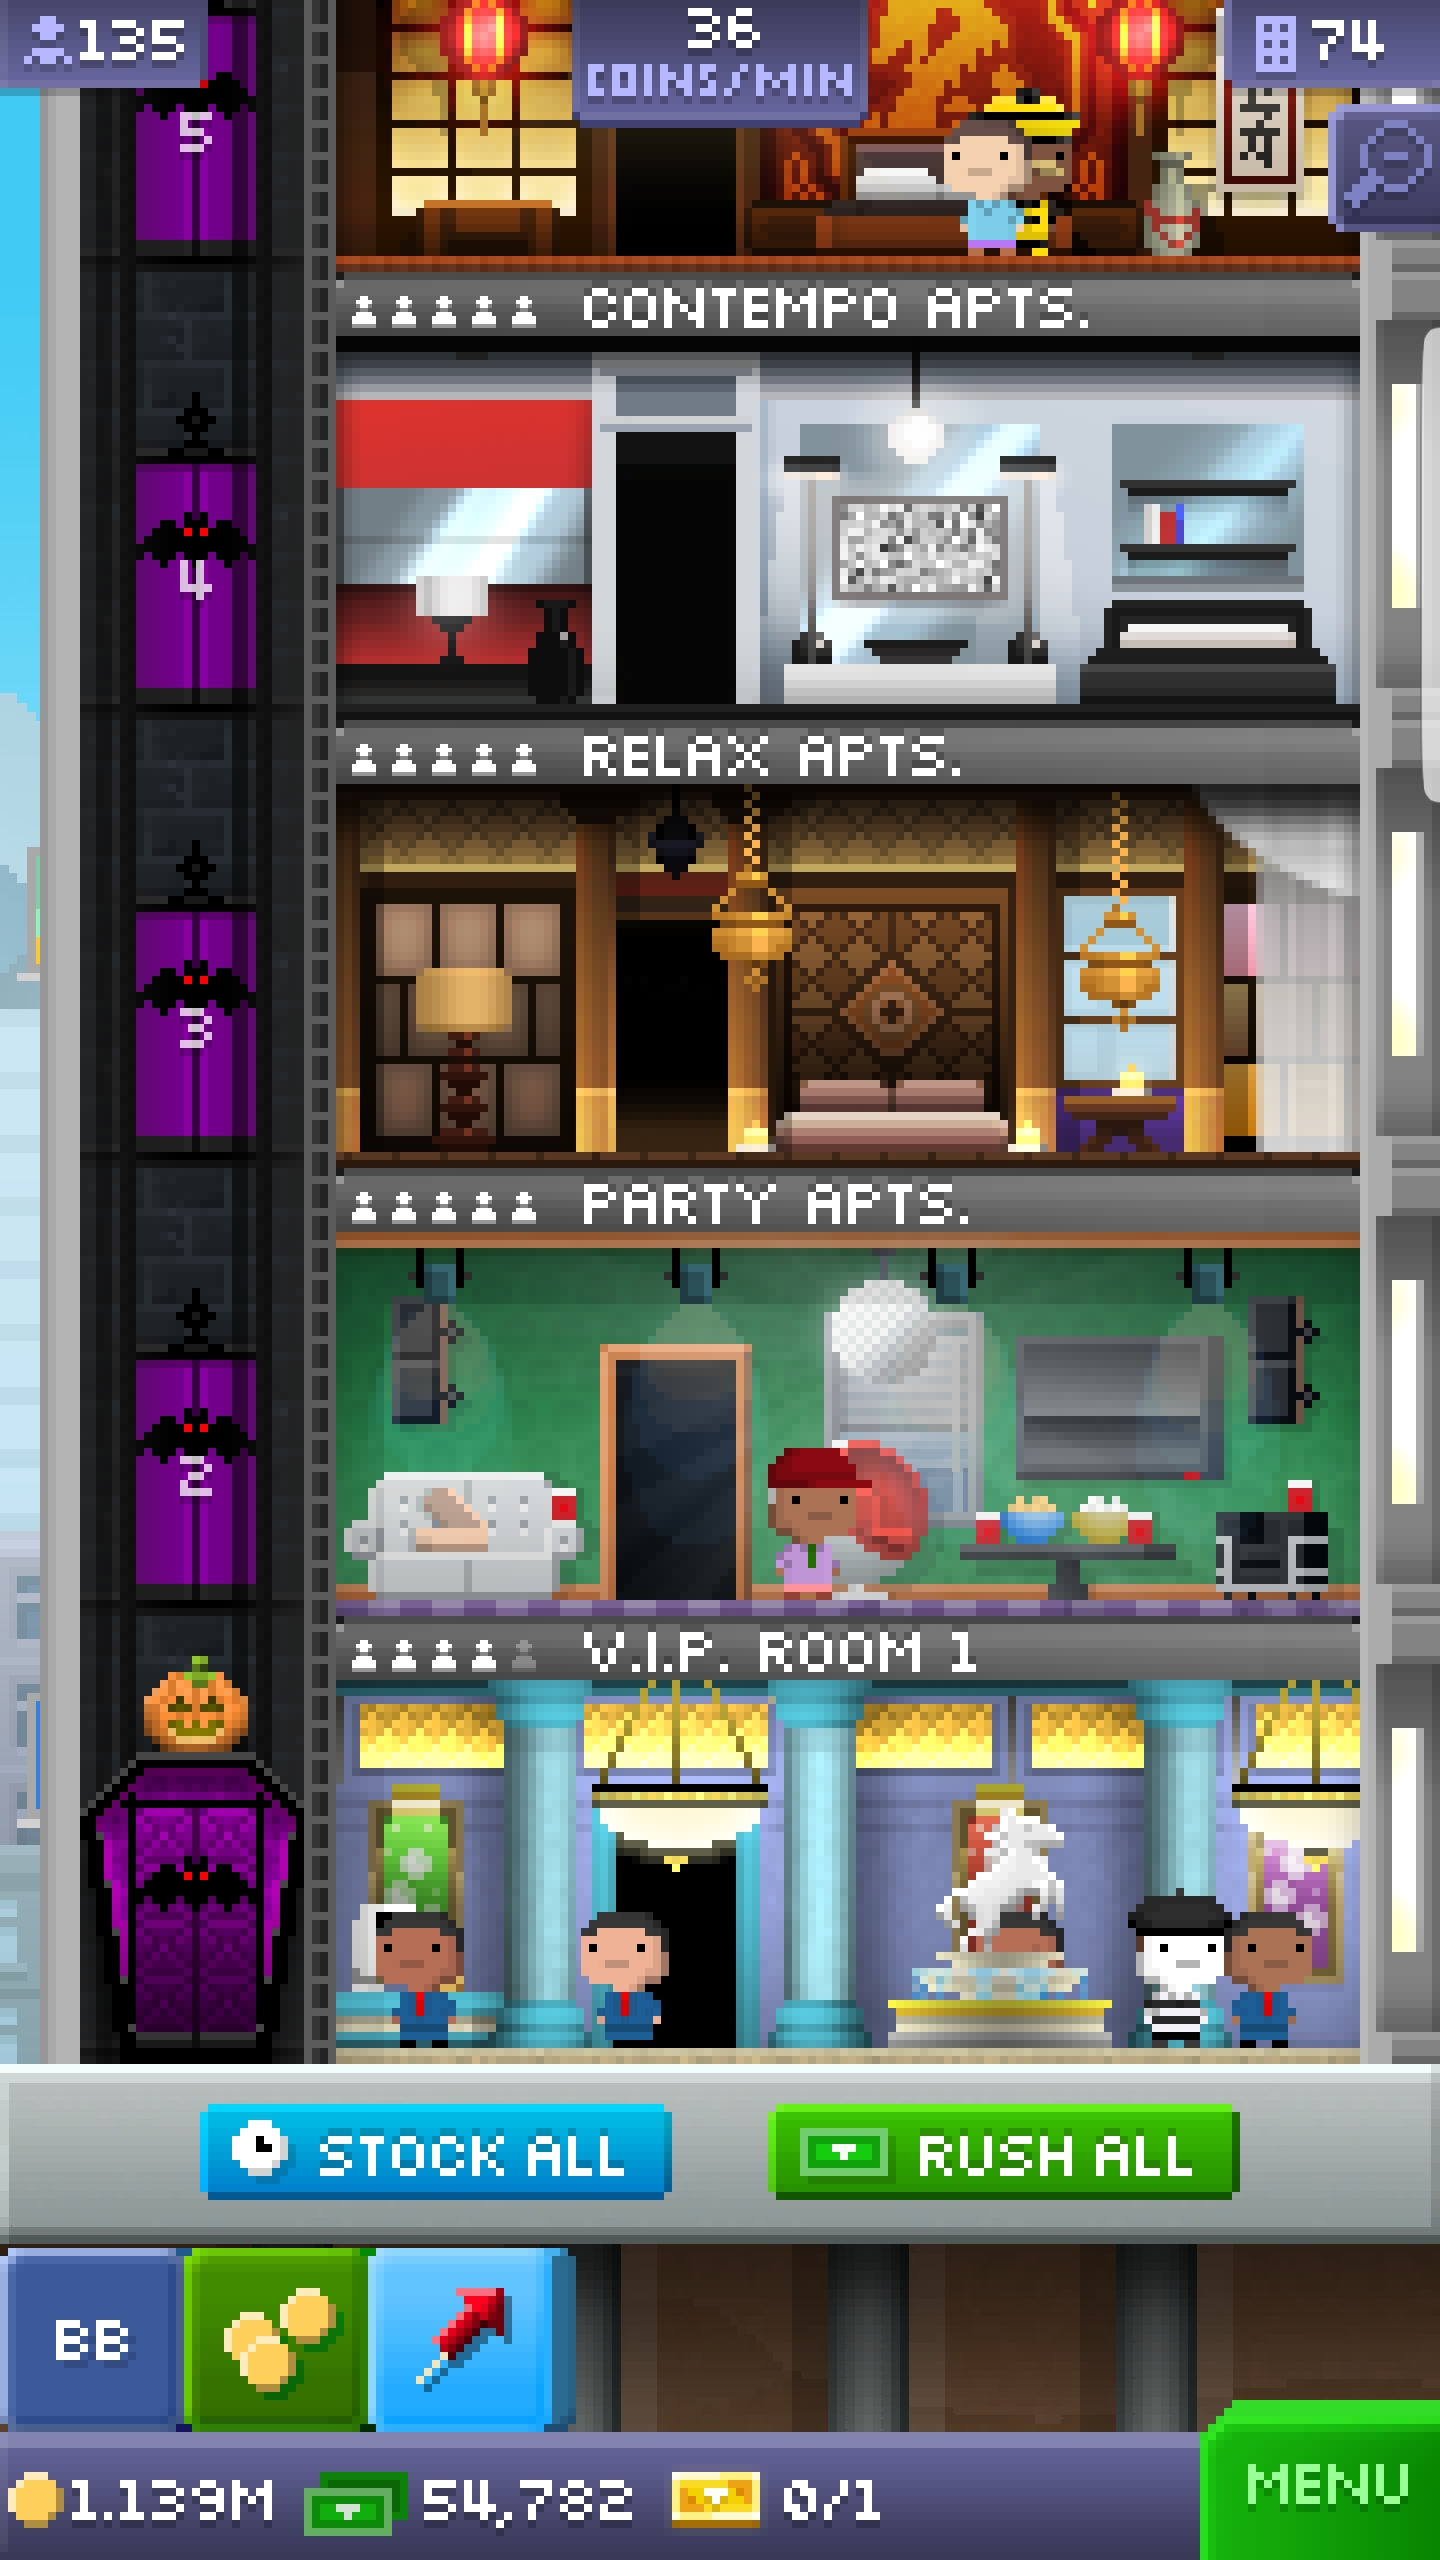 135
36
COINS/MIN
74
5
CONTEMPO APTS.
4
RELAX APTS.
3
PARTY APTS.
2
V.I.P. ROOM 1
STOCK ALL
RUSH ALL
BB
1.139M
54,782
0/1
MENU